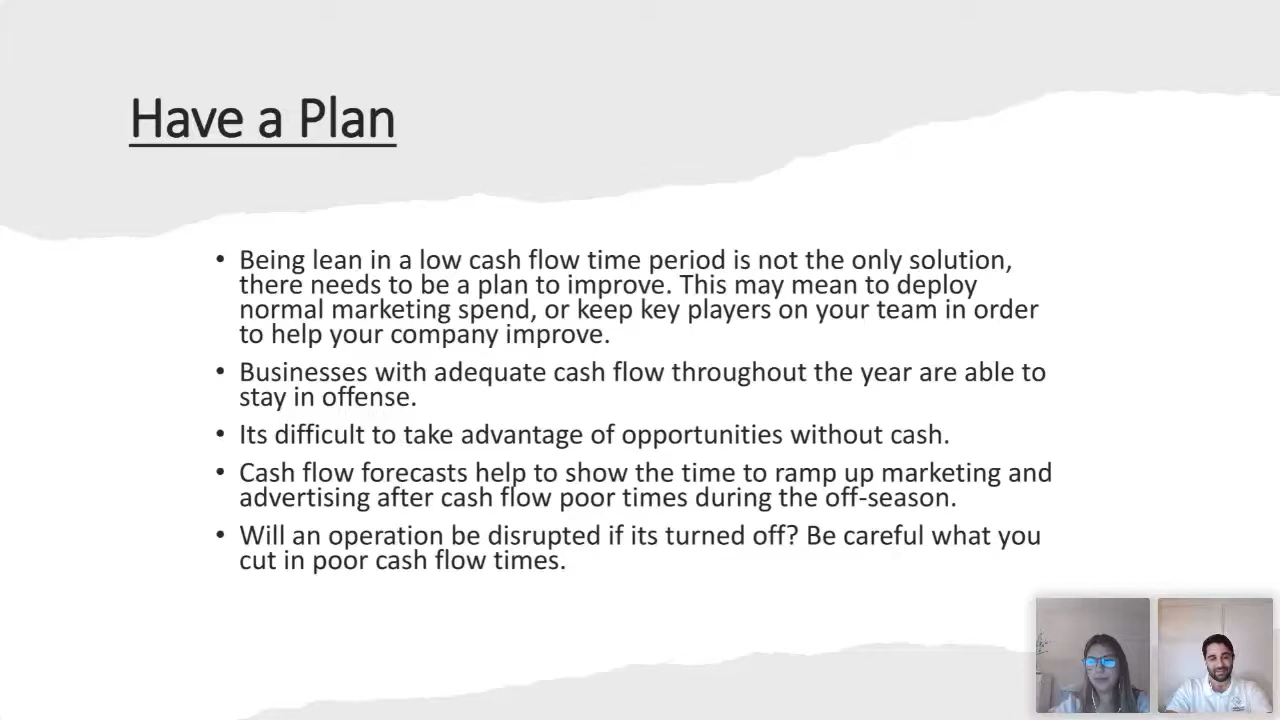 Have a Plan
• Being lean in a low cash flow time period is not the only solution,
there needs to be a plan to improve. This may mean to deploy
normal marketing spend, or keep key players on your team in order
to help your company improve.
• Businesses with adequate cash flow throughout the year are able to
stay in offense.
• Its difficult to take advantage of opportunities without cash.
• Cash flow forecasts help to show the time to ramp up marketing and
advertising after cash flow poor times during the off-season.
• Will an operation be disrupted if its turned off? Be careful what you
cut in poor cash flow times.